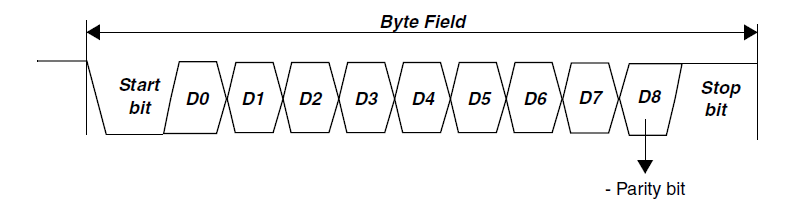 Byte Field
Start
bit
D0 D1 D2 D3 D4 D5 D6 D7 D8
Stop
bit
- Parity bit